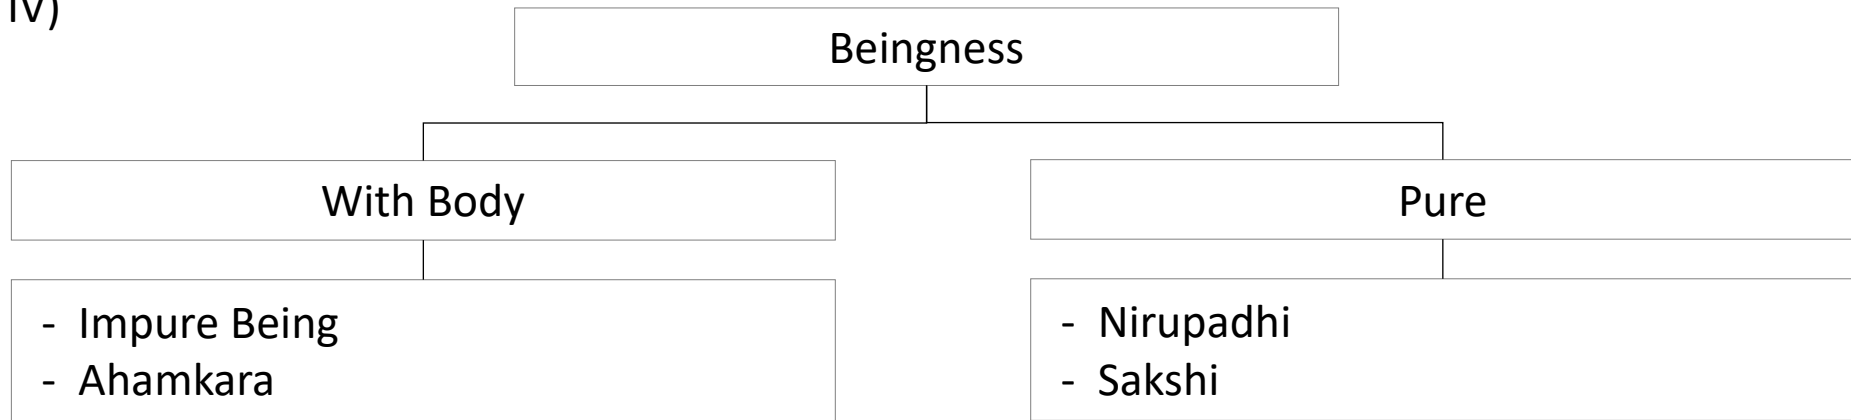 IV)
Beingness
With Body
Pure
- Impure Being
- Ahamkara
- Nirupadhi
- Sakshi